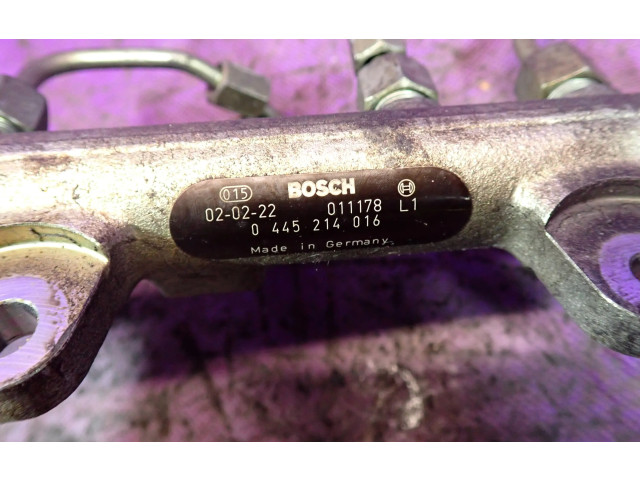 015 BOSCH
02-02-22 011178 L1
0 445 214 016
Made in Germany